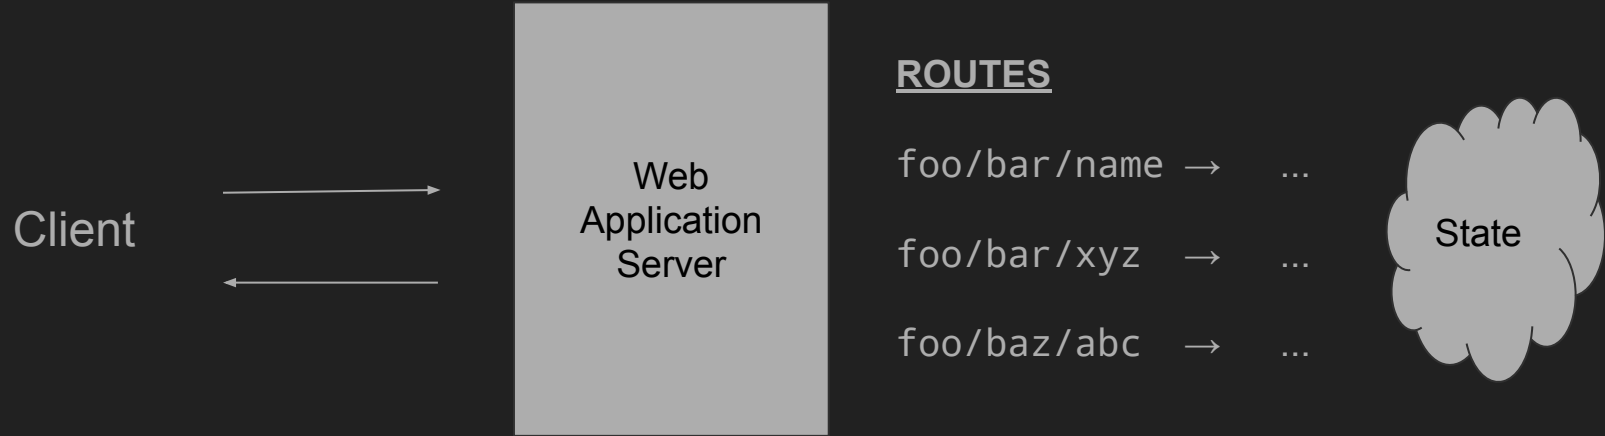 Client
Web
Application
Server
ROUTES
foo/bar/name → ...
foo/bar/xyz → ...
foo/baz/abc → ...
State